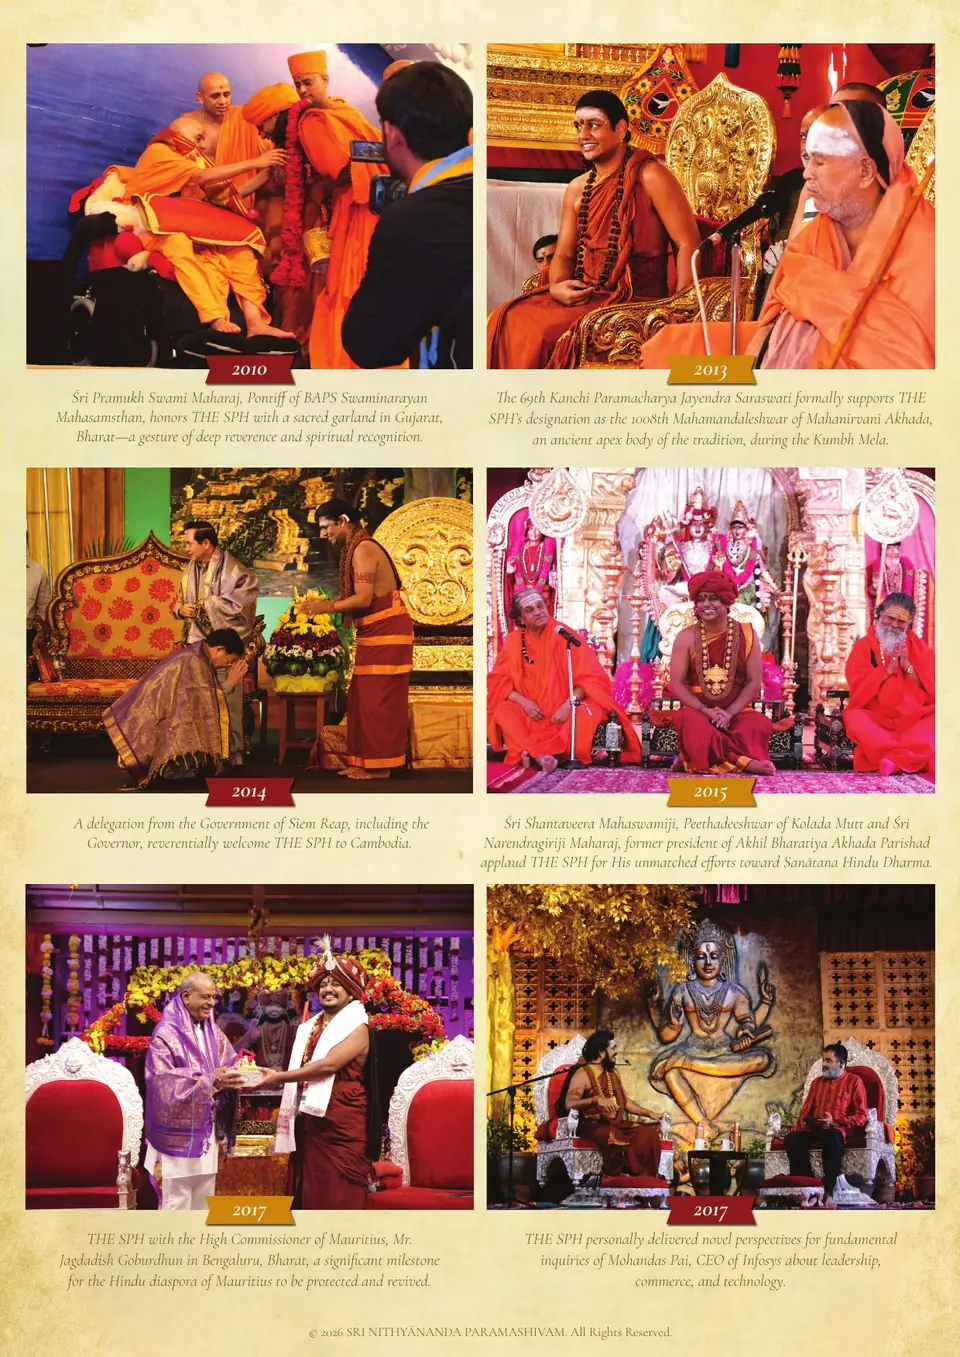 2010
Śri Pramukh Swami Maharaj, Pontiff of BAPS Swaminarayan
Mahasamsthan, honors THE SPH with a sacred garland in Gujarat,
Bharat—a gesture of deep reverence and spiritual recognition.
2013
The 69th Kanchi Paramacharya Jayendra Saraswati formally supports THE
SPH's designation as the 1008th Mahamandaleshwar of Mahanirvani Akhada,
an ancient apex body of the tradition, during the Kumbh Mela.
2014
A delegation from the Government of Siem Reap, including the
Governor, reverentially welcome THE SPH to Cambodia.
2015
Śri Shantaveera Mahaswamiji, Peethadeeshwar of Kolada Mutt and Śri
Narendragiriji Maharaj, former president of Akhil Bharatiya Akhada Parishad
applaud THE SPH for His unmatched efforts toward Sanātana Hindu Dharma.
2017
THE SPH with the High Commissioner of Mauritius, Mr.
Jagdadish Goburdhun in Bengaluru, Bharat, a significant milestone
for the Hindu diaspora of Mauritius to be protected and revived.
2017
THE SPH personally delivered novel perspectives for fundamental
inquiries of Mohandas Pai, CEO of Infosys about leadership,
commerce, and technology.
© 2026 SRI NITHYĀNANDA PARAMASHIVAM. All Rights Reserved.